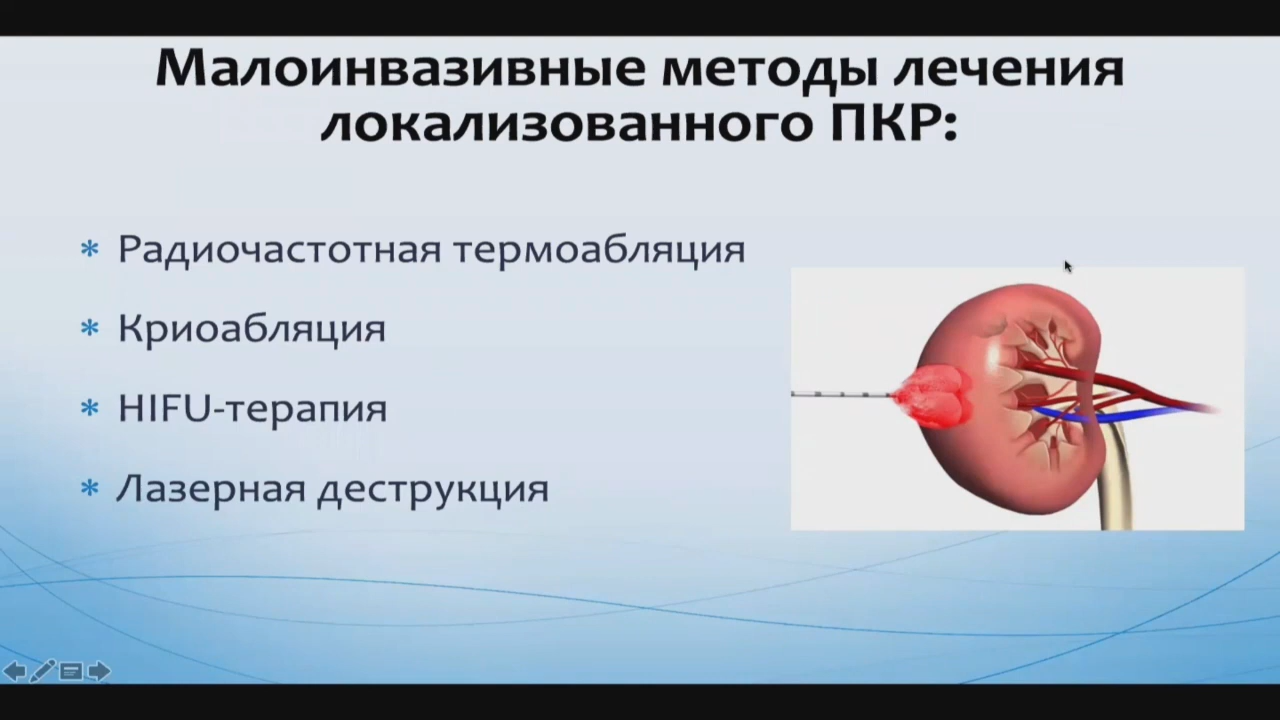 Малоинвазивные методы лечения
локализованного ПКР:
* Радиочастотная термоабляция
* Криоабляция
* HIFU-терапия
* Лазерная деструкция